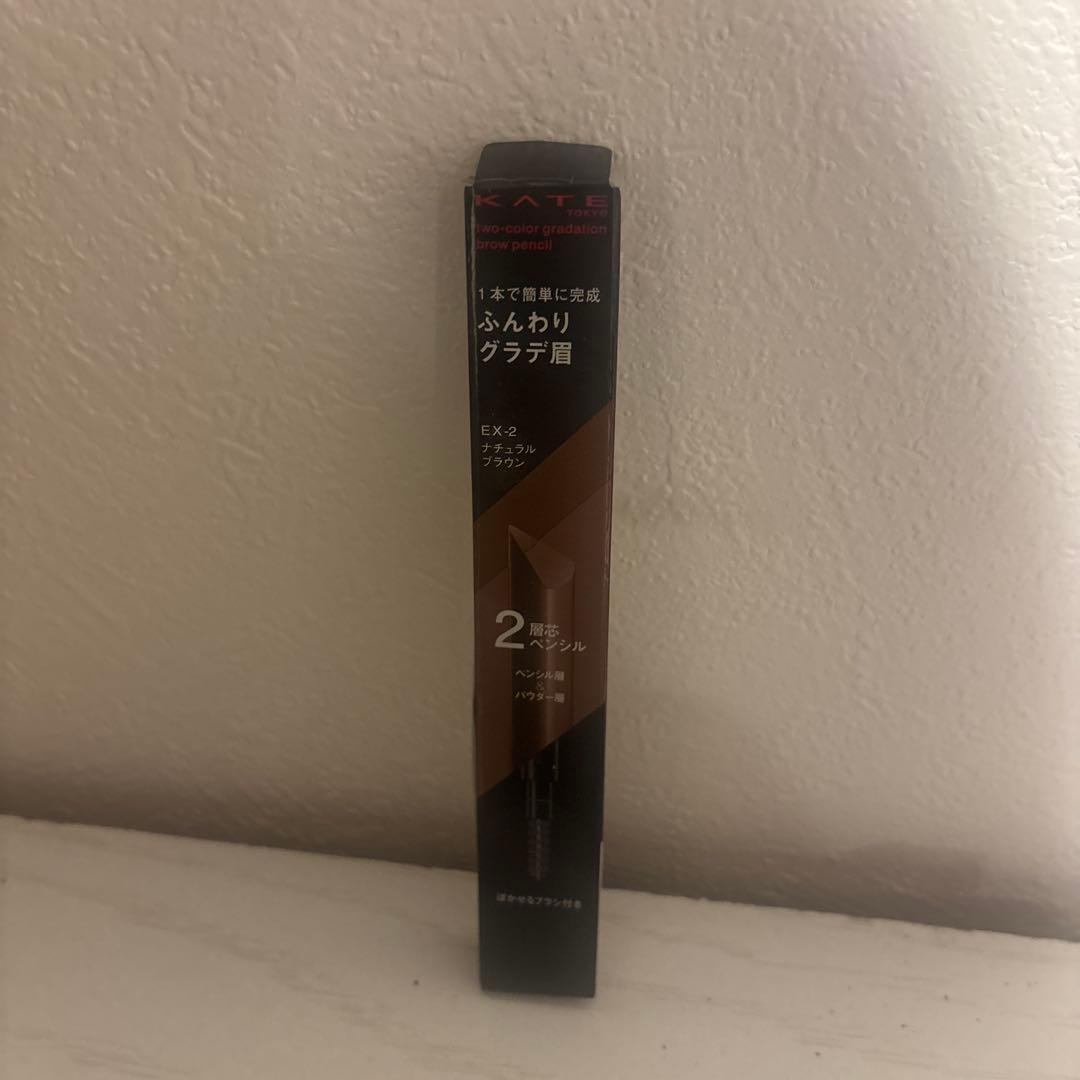 KATE
TOKYO
two-color gradation
brow pencil
1本で簡単に完成
ふんわり
グラデ眉
EX-2
ナチュラル
ブラウン
2層芯
ペンシル
ペンシル層
&
パウダー層
ぼかせるブラシ付き